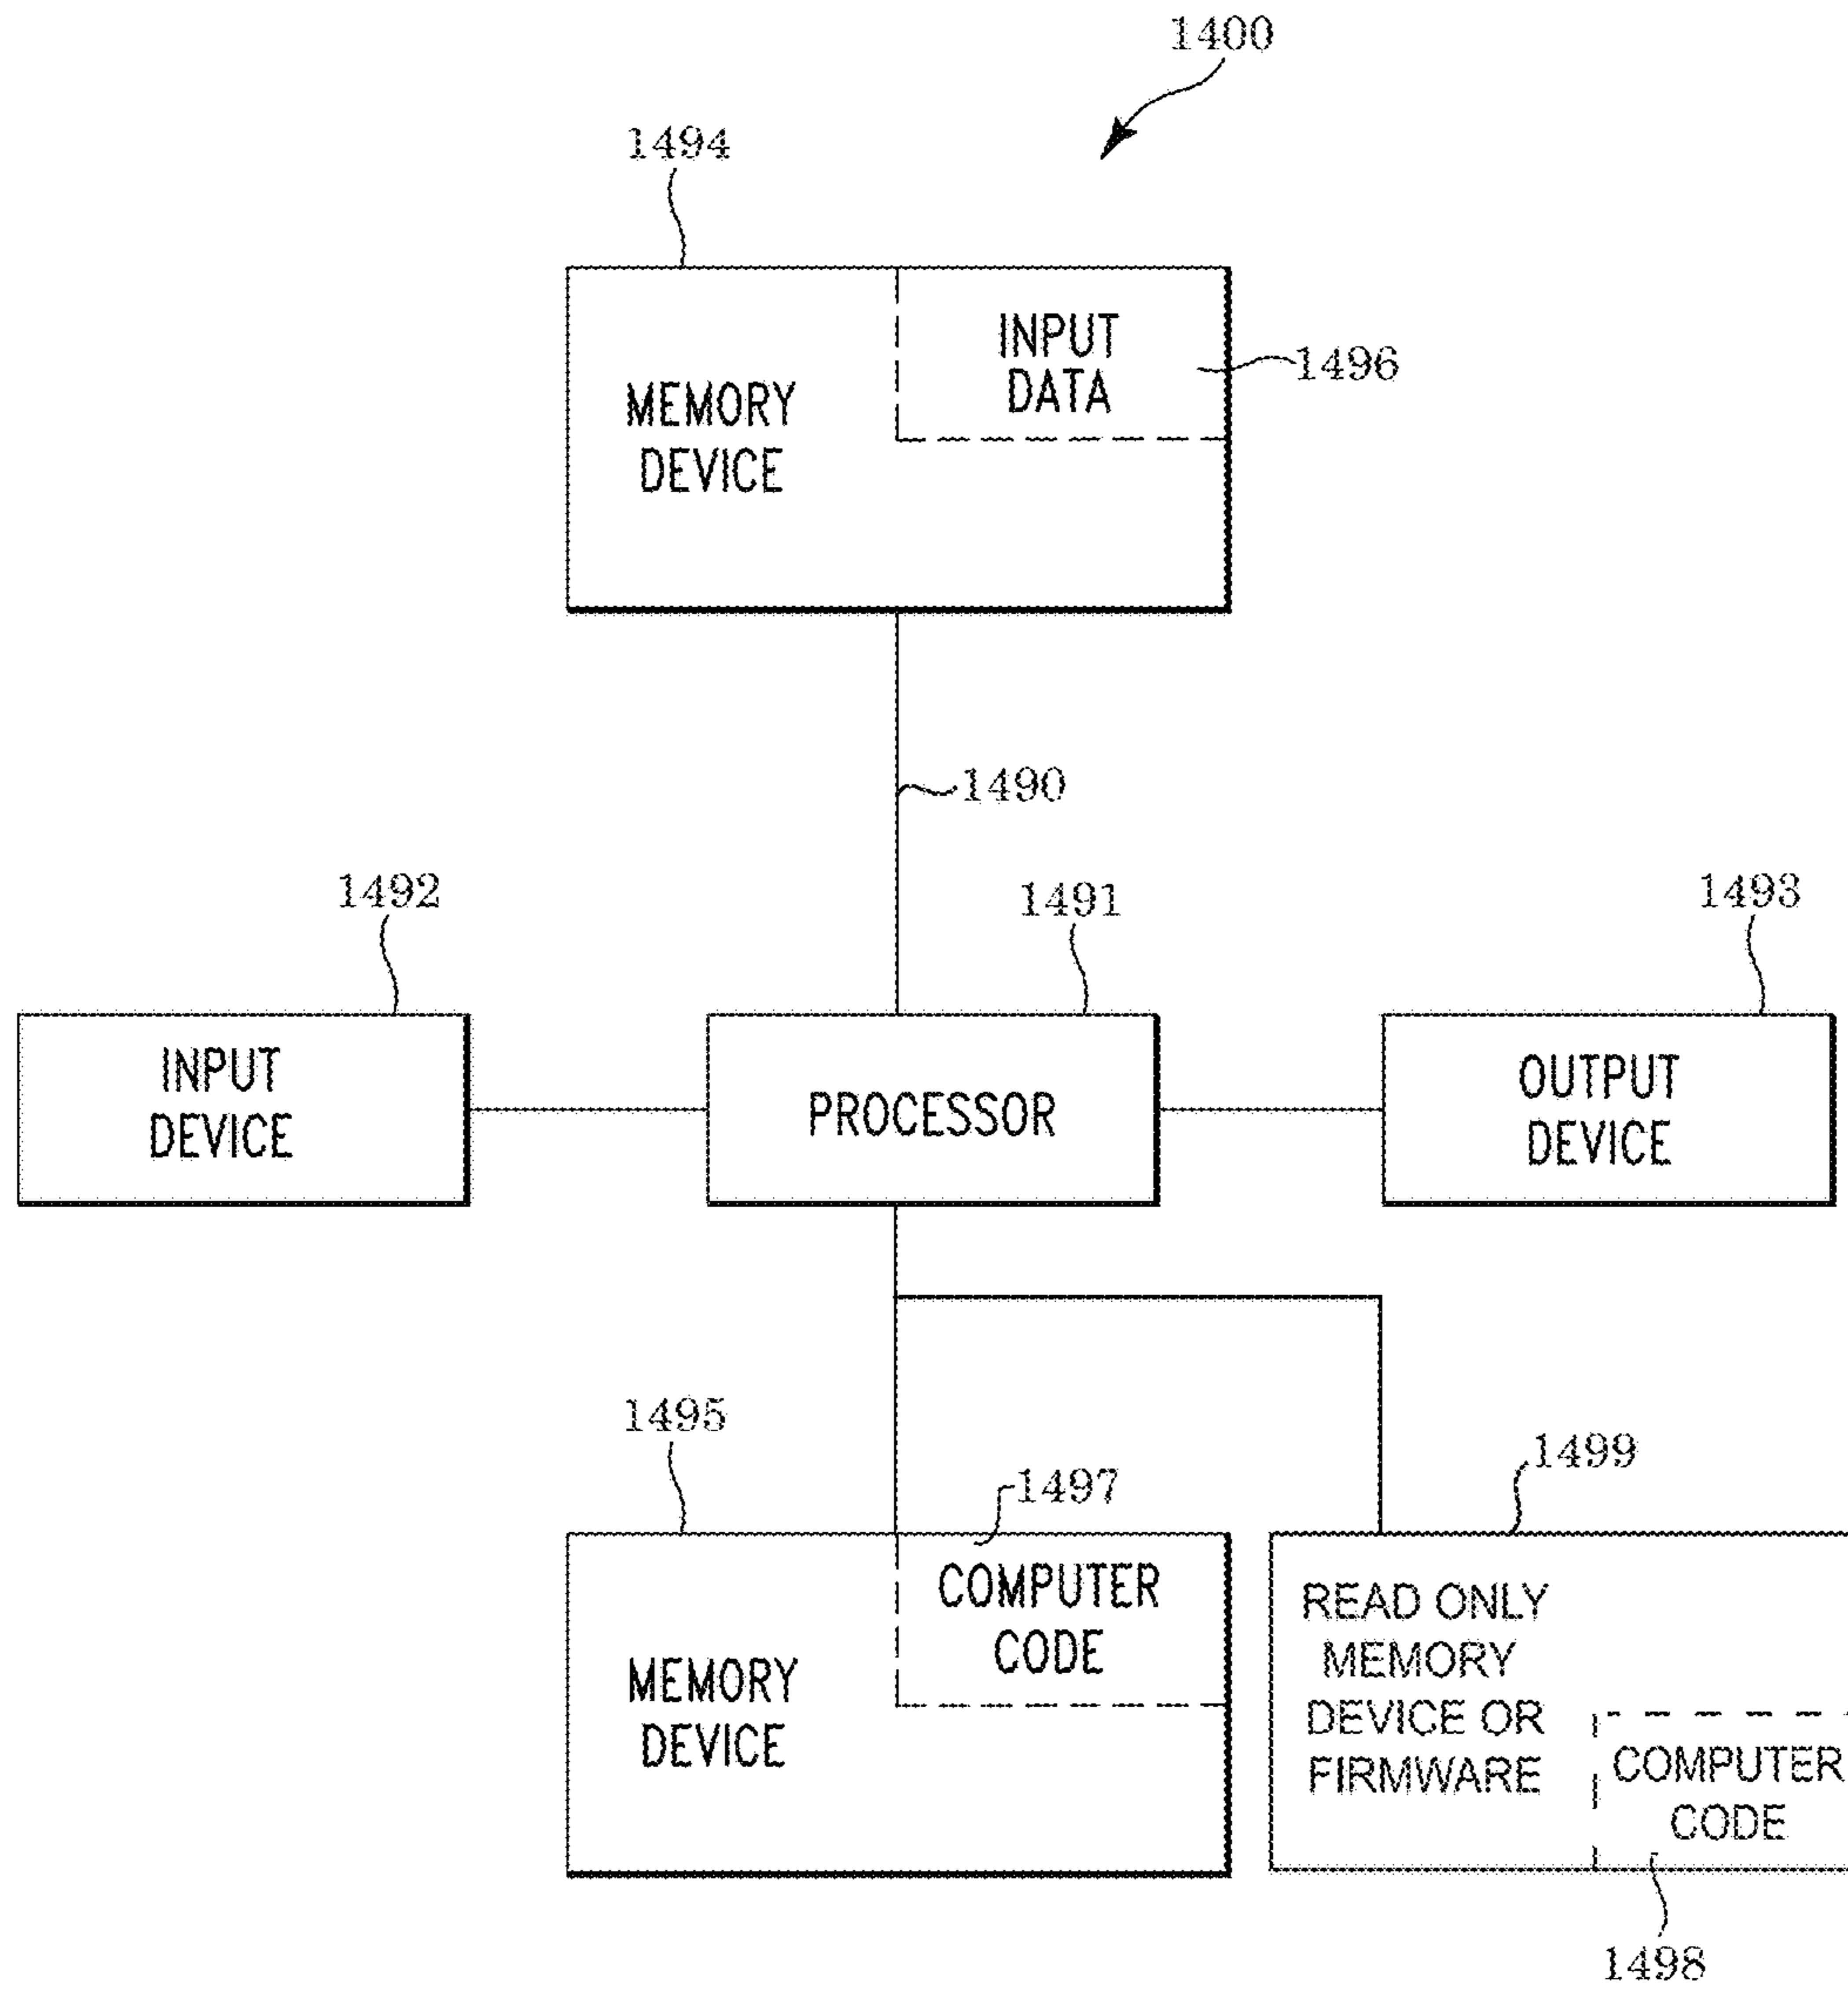 1400
1494
INPUT
DATA
1496
MEMORY
DEVICE
1490
1492
1491
1493
INPUT
DEVICE
PROCESSOR
OUTPUT
DEVICE
1495
1497
1499
COMPUTER
CODE
MEMORY
DEVICE
READ ONLY
MEMORY
DEVICE OR
FIRMWARE
COMPUTER
CODE
1498